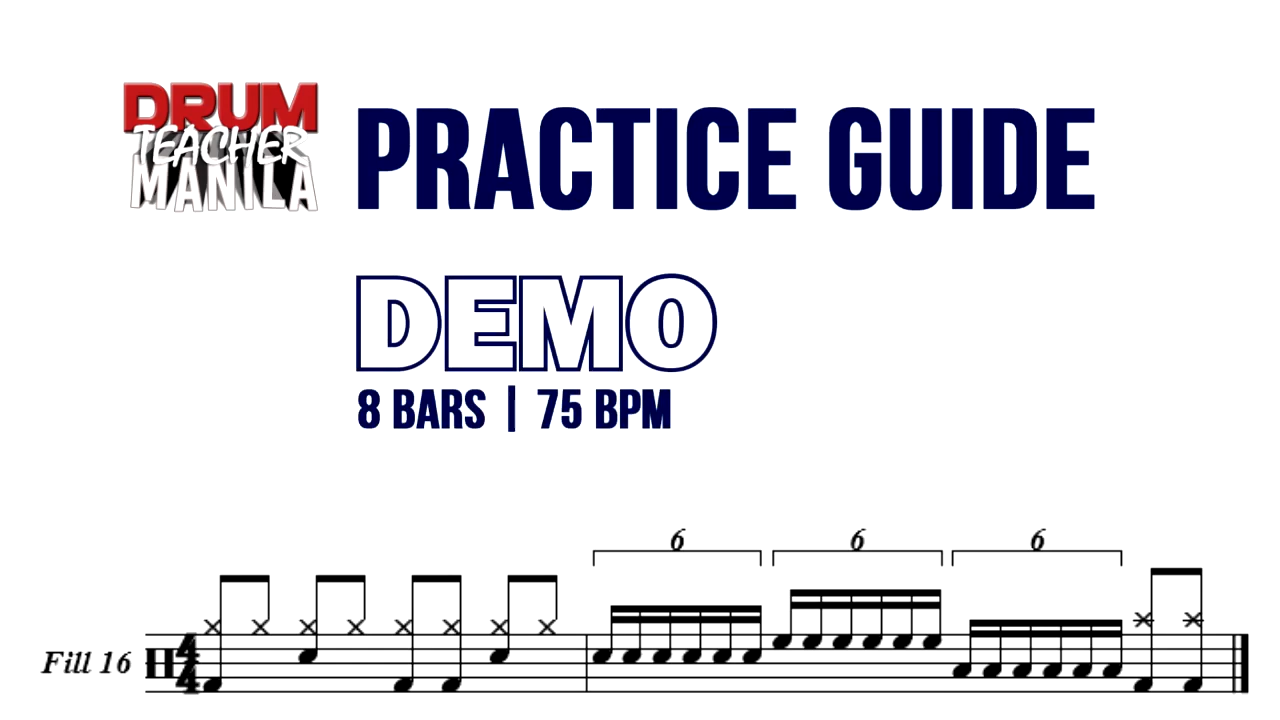 DRUM
TEACHER
MANILA
PRACTICE GUIDE
DEMO
8 BARS | 75 BPM
6 6 6
Fill 16
4
4